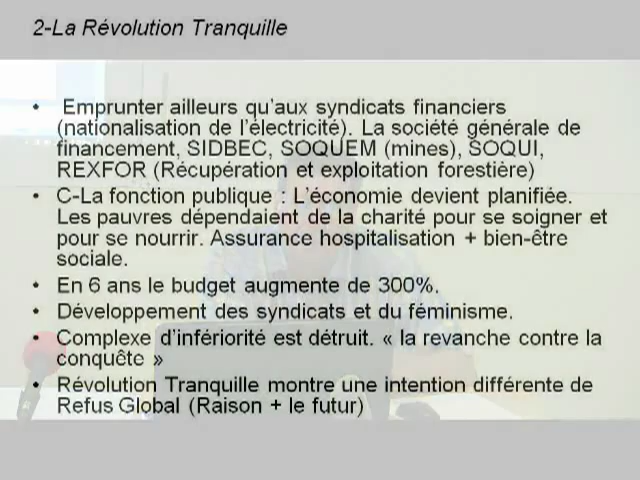 2-La Révolution Tranquille
• Emprunter ailleurs qu'aux syndicats financiers
(nationalisation de l'électricité). La société générale de
financement, SIDBEC, SOQUEM (mines), SOQUI,
REXFOR (Récupération et exploitation forestière)
• C-La fonction publique : L'économie devient planifiée.
Les pauvres dépendaient de la charité pour se soigner et
pour se nourrir. Assurance hospitalisation + bien-être
sociale.
• En 6 ans le budget augmente de 300%.
• Développement des syndicats et du féminisme.
• Complexe d'infériorité est détruit. « la revanche contre la
conquête »
• Révolution Tranquille montre une intention différente de
Refus Global (Raison + le futur)